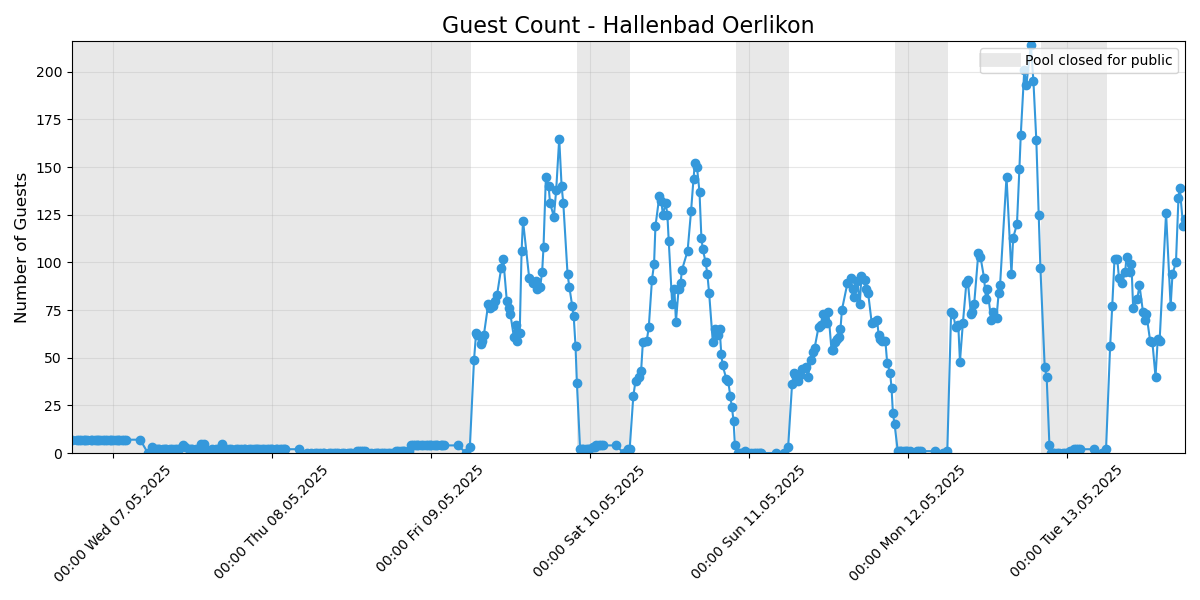 Guest Count - Hallenbad Oerlikon
Pool closed for public
Number of Guests
200
175
150
125
100
75
50
25
0
00:00 Wed 07.05.2025
00:00 Thu 08.05.2025
00:00 Fri 09.05.2025
00:00 Sat 10.05.2025
00:00 Sun 11.05.2025
00:00 Mon 12.05.2025
00:00 Tue 13.05.2025